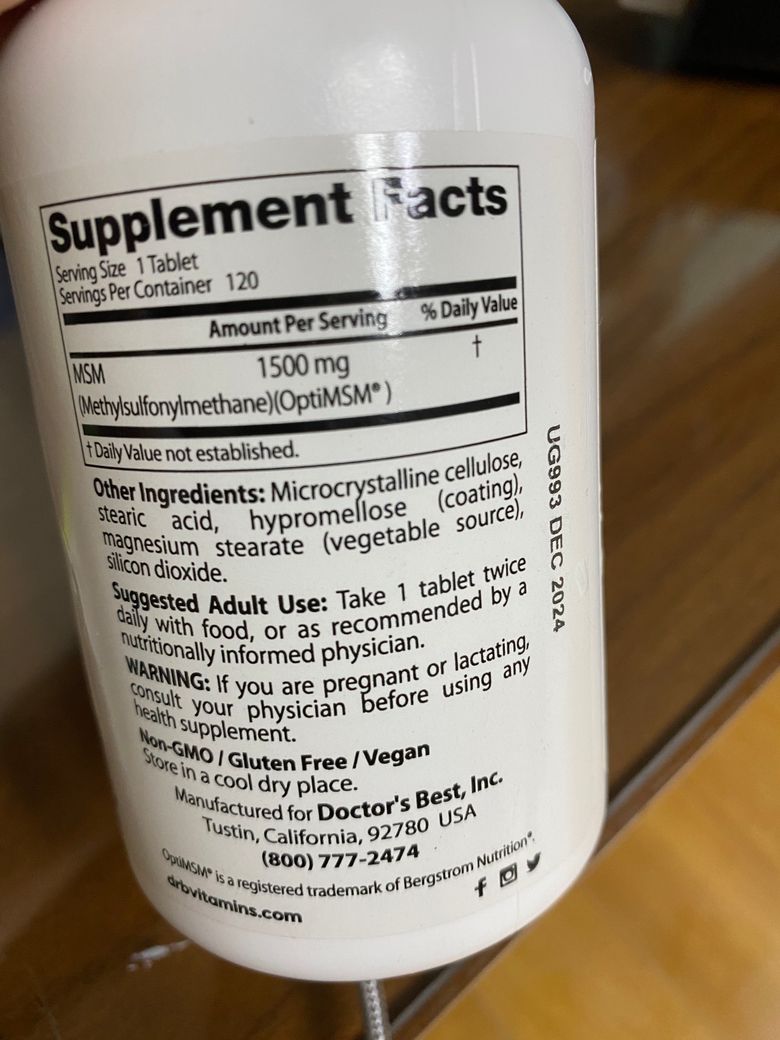 Supplement Facts
Serving Size 1 Tablet
Servings Per Container 120
Amount Per Serving % Daily Value
MSM 1500 mg †
(Methylsulfonylmethane)(OptiMSM®)
† Daily Value not established.
Other Ingredients: Microcrystalline cellulose,
stearic acid, hypromellose (coating),
magnesium stearate (vegetable source),
silicon dioxide.
Suggested Adult Use: Take 1 tablet twice
daily with food, or as recommended by a
nutritionally informed physician.
WARNING: If you are pregnant or lactating,
consult your physician before using any
health supplement.
Non-GMO / Gluten Free / Vegan
Store in a cool dry place.
Manufactured for Doctor's Best, Inc.
Tustin, California, 92780 USA
(800) 777-2474
OptiMSM® is a registered trademark of Bergstrom Nutrition®.
drbvitamins.com
UG993 DEC 2024